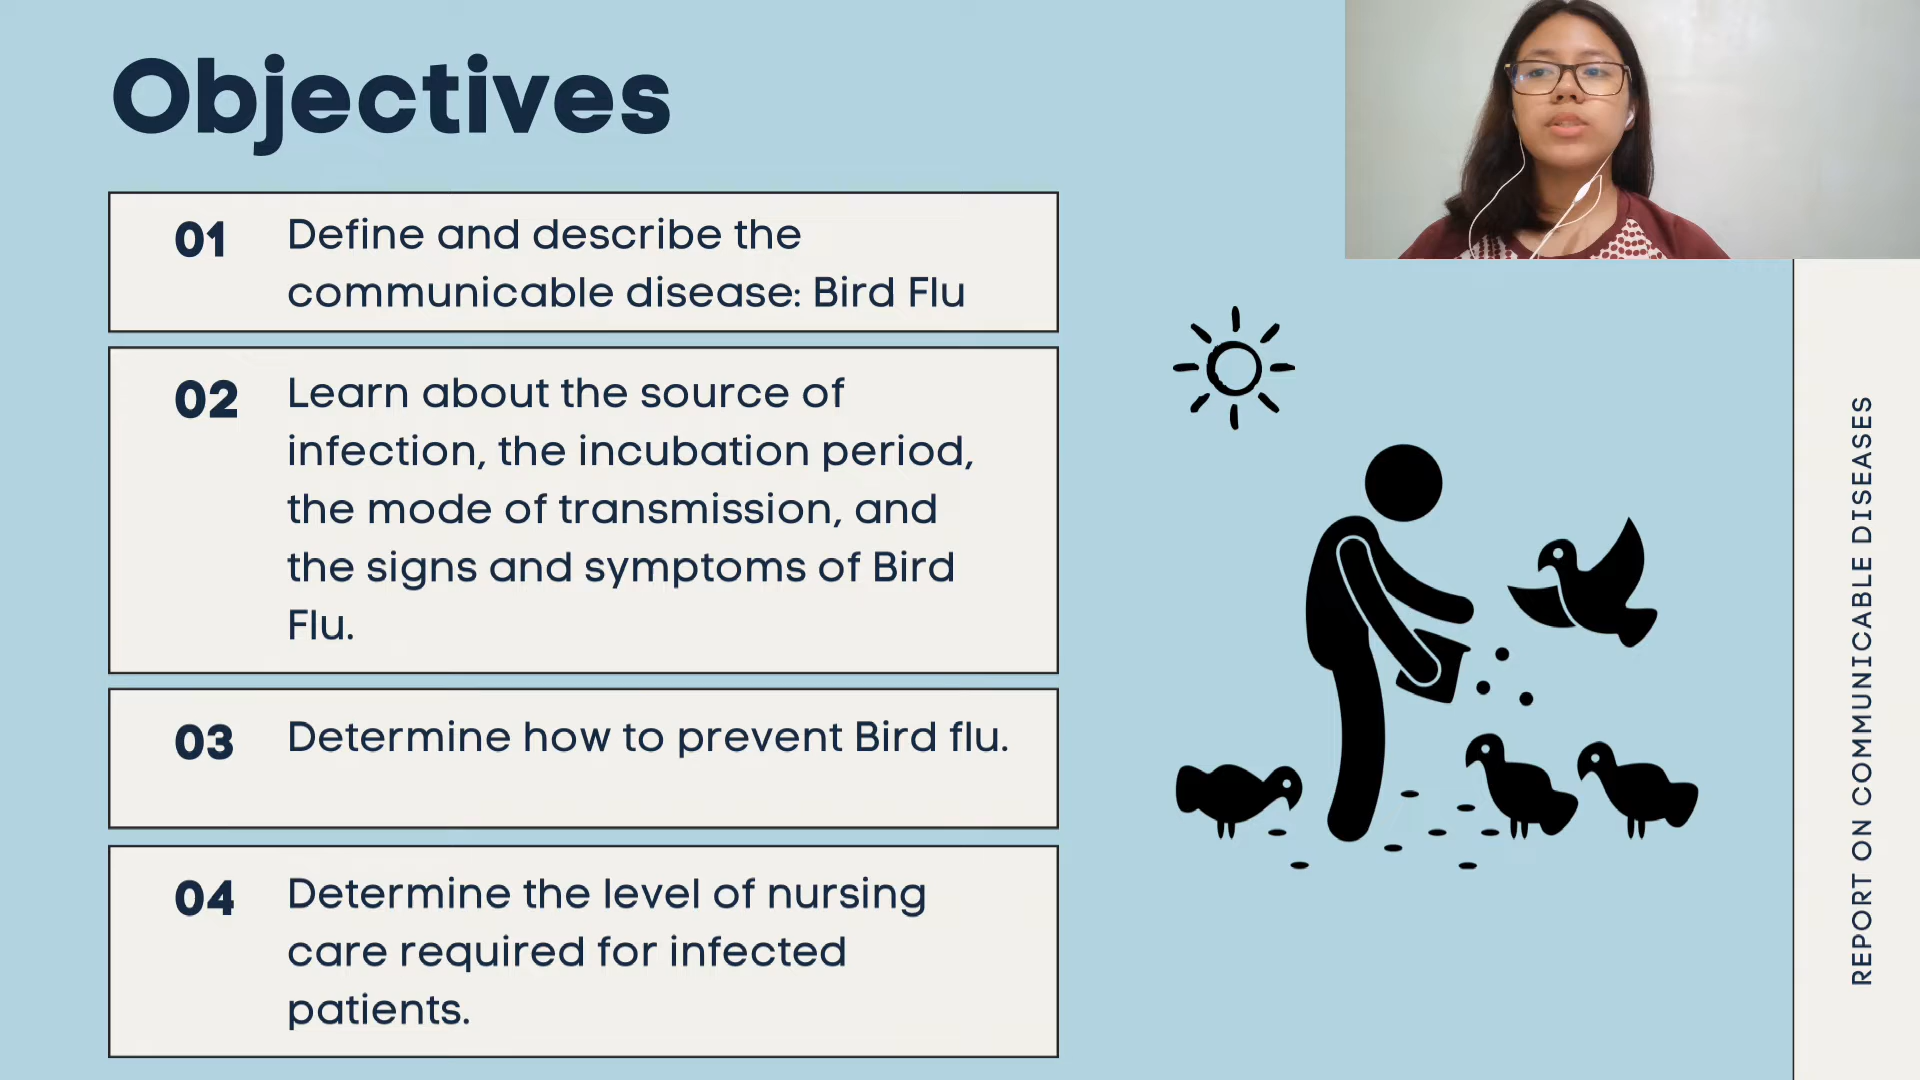 Objectives
01 Define and describe the
communicable disease: Bird Flu
02 Learn about the source of
infection, the incubation period,
the mode of transmission, and
the signs and symptoms of Bird
Flu.
03 Determine how to prevent Bird flu.
04 Determine the level of nursing
care required for infected
patients.
REPORT ON COMMUNICABLE DISEASES